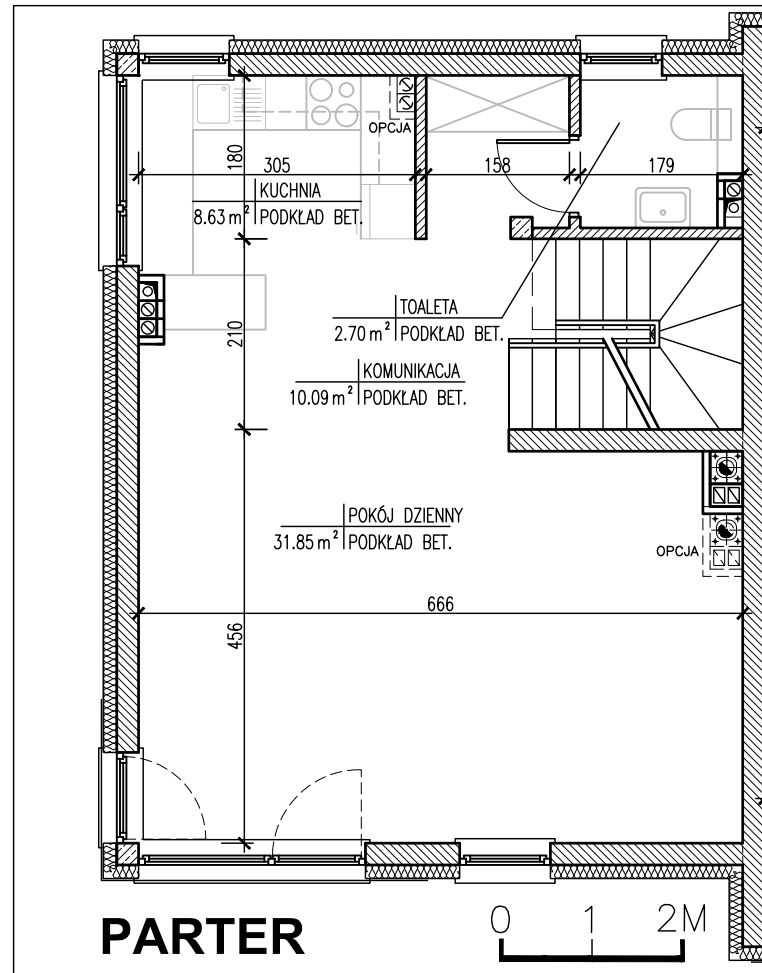 OPCJA
180
305
158
179
KUCHNIA
8.63 m² PODKŁAD BET.
TOALETA
2.70 m² PODKŁAD BET.
210
KOMUNIKACJA
10.09 m² PODKŁAD BET.
POKÓJ DZIENNY
31.85 m² PODKŁAD BET.
OPCJA
666
456
PARTER
0 1 2M